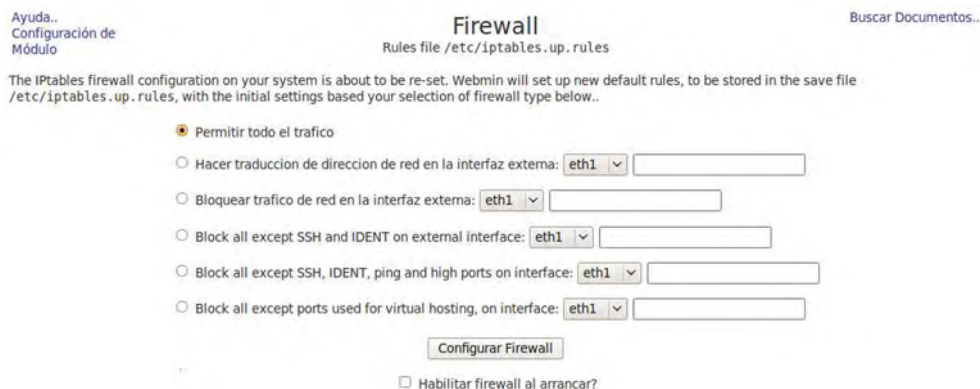 Ayuda..
Configuración de
Módulo
Firewall
Rules file /etc/iptables.up.rules
Buscar Documentos..
The IPtables firewall configuration on your system is about to be re-set. Webmin will set up new default rules, to be stored in the save file
/etc/iptables.up.rules, with the initial settings based your selection of firewall type below..
Permitir todo el trafico
Hacer traduccion de direccion de red en la interfaz externa: eth1
Bloquear trafico de red en la interfaz externa: eth1
Block all except SSH and IDENT on external interface: eth1
Block all except SSH, IDENT, ping and high ports on interface: eth1
Block all except ports used for virtual hosting, on interface: eth1
Configurar Firewall
Habilitar firewall al arrancar?